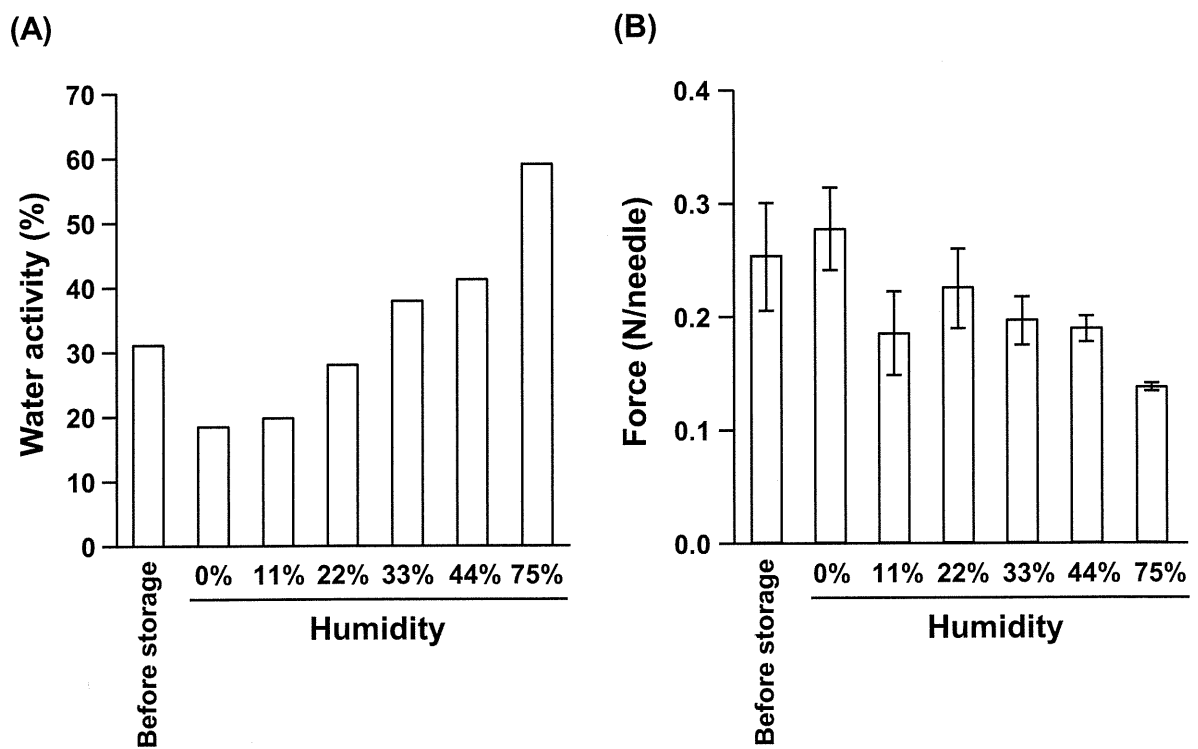 (A)
70
60
50
40
30
20
10
0
Water activity (%)
Before storage
0% 11% 22% 33% 44% 75%
Humidity
(B)
0.4
0.3
0.2
0.1
0.0
Force (N/needle)
Before storage
0% 11% 22% 33% 44% 75%
Humidity